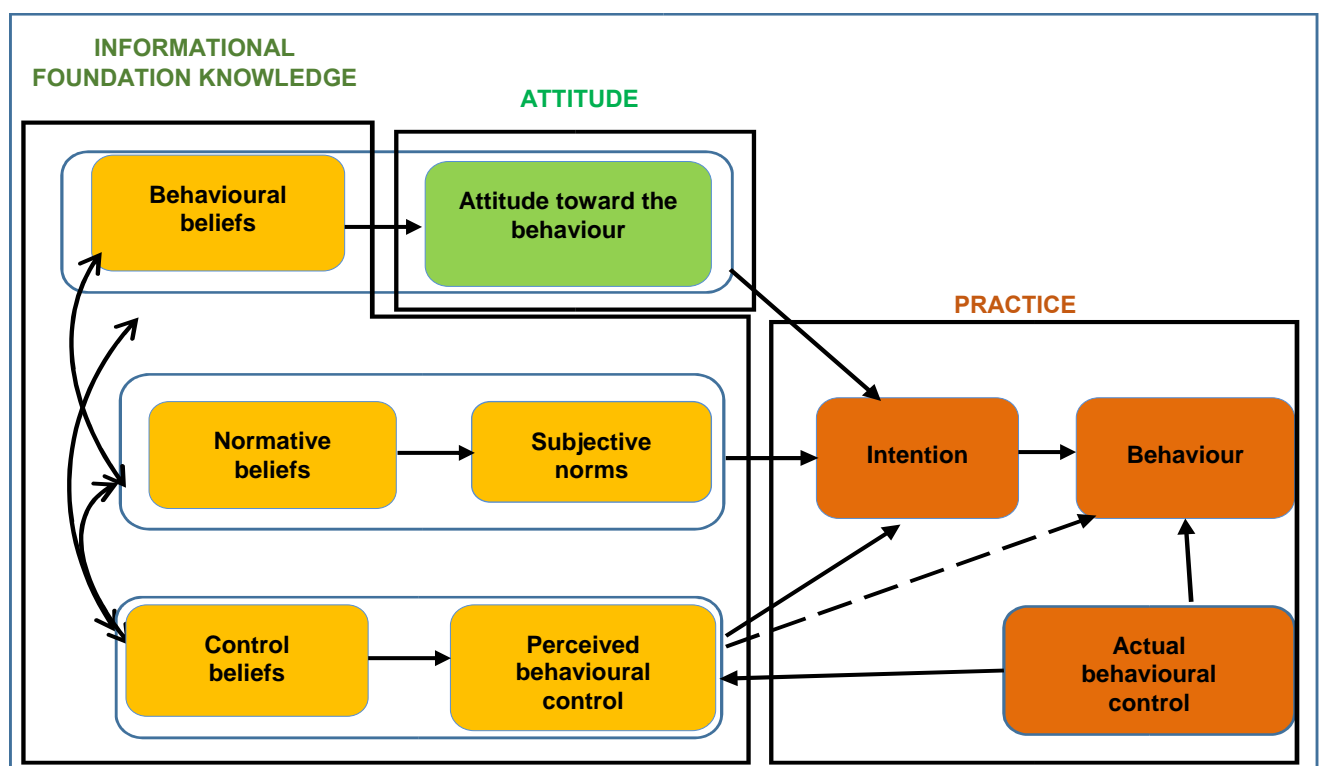 INFORMATIONAL
FOUNDATION KNOWLEDGE
ATTITUDE
Behavioural
beliefs
Attitude toward the
behaviour
PRACTICE
Normative
beliefs
Subjective
norms
Intention
Behaviour
Control
beliefs
Perceived
behavioural
control
Actual
behavioural
control